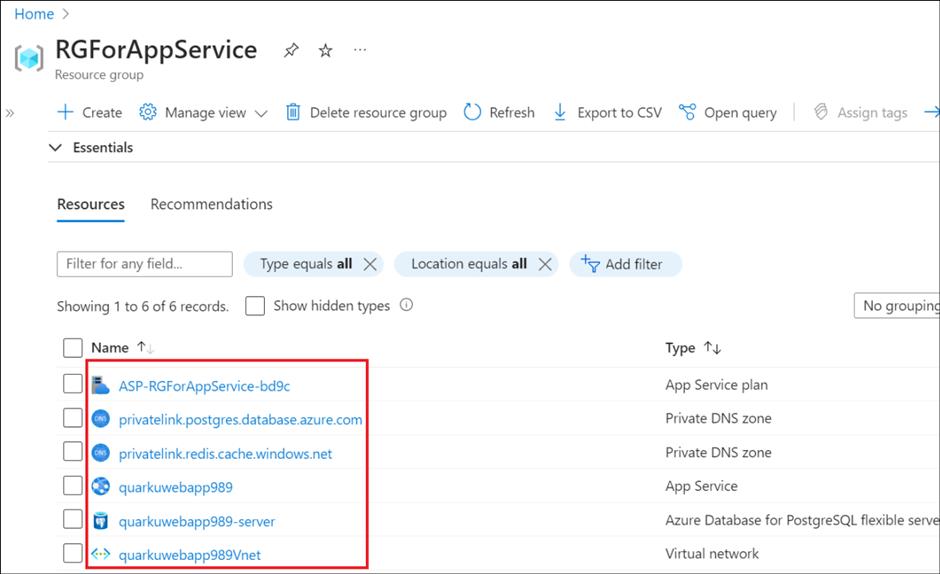 Home >
RGForAppService ...
Resource group
» Create Manage view Delete resource group Refresh Export to CSV Open query Assign tags
Essentials
Resources Recommendations
Filter for any field... Type equals all Location equals all Add filter
Showing 1 to 6 of 6 records. Show hidden types No grouping
Name ↑↓ Type ↑↓
ASP-RGForAppService-bd9c App Service plan
DNS privatelink.postgres.database.azure.com Private DNS zone
DNS privatelink.redis.cache.windows.net Private DNS zone
quarkuwebapp989 App Service
quarkuwebapp989-server Azure Database for PostgreSQL flexible serve
quarkuwebapp989Vnet Virtual network